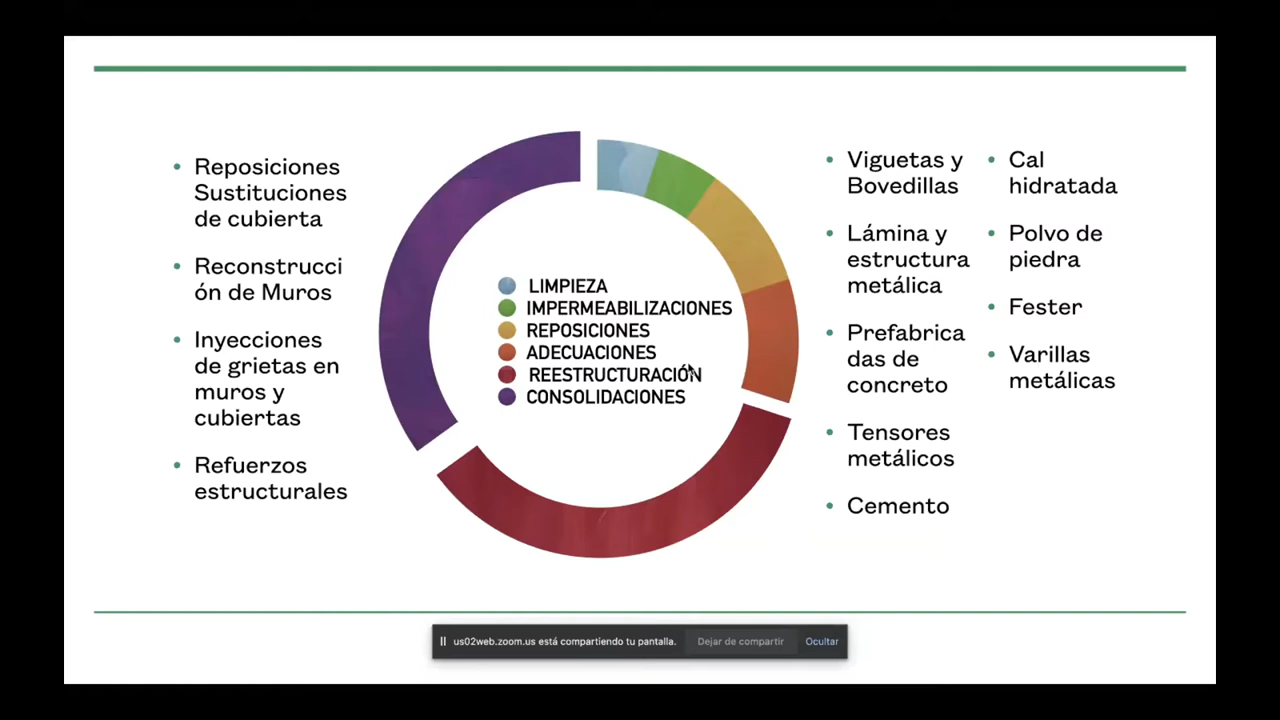 Reposiciones
Sustituciones
de cubierta
Reconstrucci
ón de Muros
Inyecciones
de grietas en
muros y
cubiertas
Refuerzos
estructurales
LIMPIEZA
IMPERMEABILIZACIONES
REPOSICIONES
ADECUACIONES
REESTRUCTURACIÓN
CONSOLIDACIONES
Viguetas y
Bovedillas
Lámina y
estructura
metálica
Prefabrica
das de
concreto
Tensores
metálicos
Cemento
Cal
hidratada
Polvo de
piedra
Fester
Varillas
metálicas
us02web.zoom.us está compartiendo tu pantalla. Dejar de compartir Ocultar